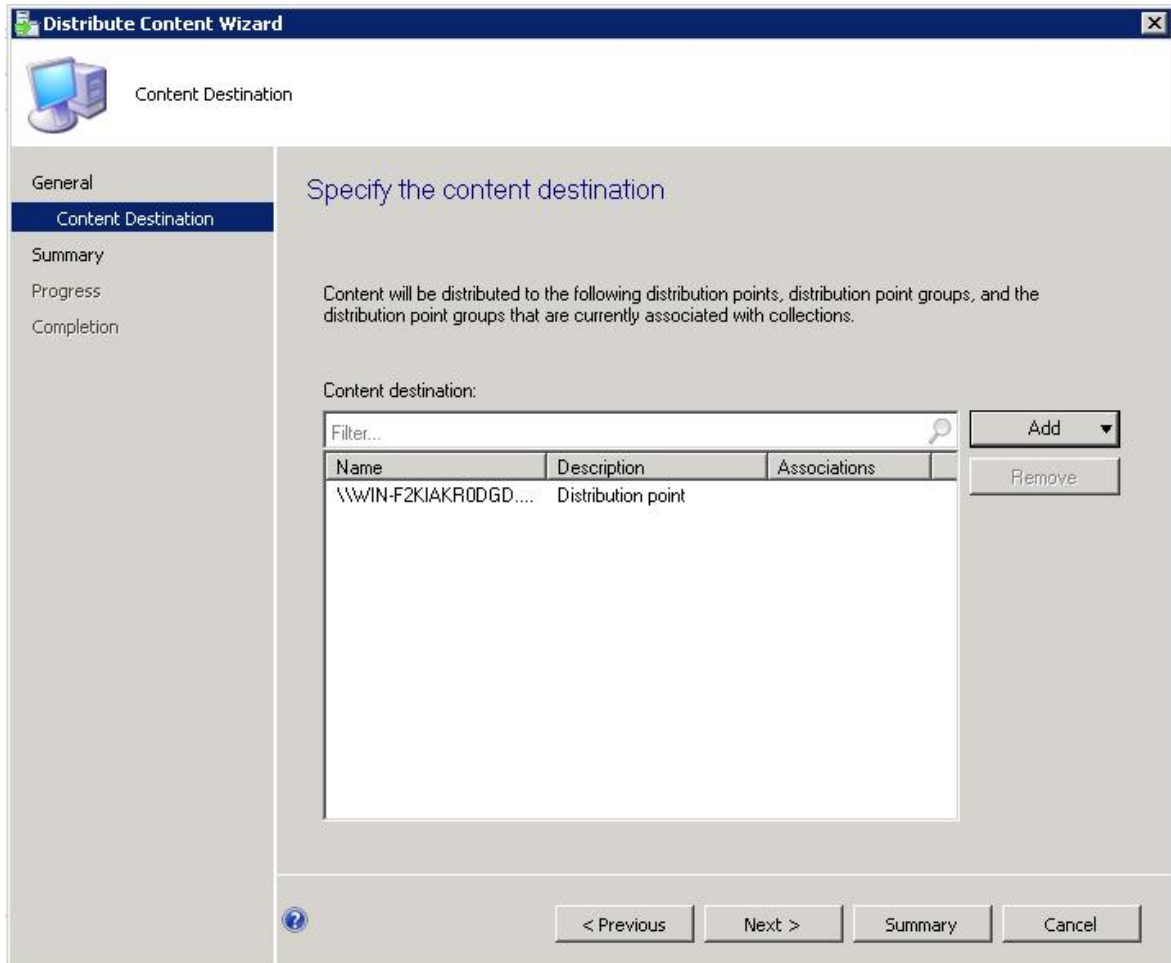 Distribute Content Wizard
Content Destination
General
Content Destination
Summary
Progress
Completion
Specify the content destination
Content will be distributed to the following distribution points, distribution point groups, and the
distribution point groups that are currently associated with collections.
Content destination:
Filter...
Add
Remove
Name Description Associations
\\WIN-F2KIAKR0DGD.... Distribution point
< Previous Next > Summary Cancel